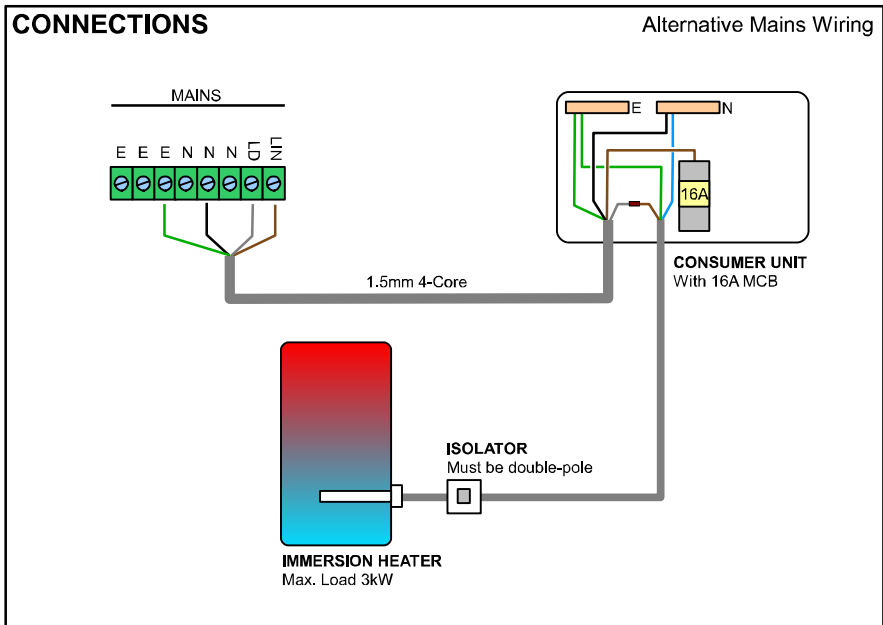 CONNECTIONS
Alternative Mains Wiring
MAINS
E E E N N N LD LIN
E
N
16A
CONSUMER UNIT
With 16A MCB
1.5mm 4-Core
ISOLATOR
Must be double-pole
IMMERSION HEATER
Max. Load 3kW